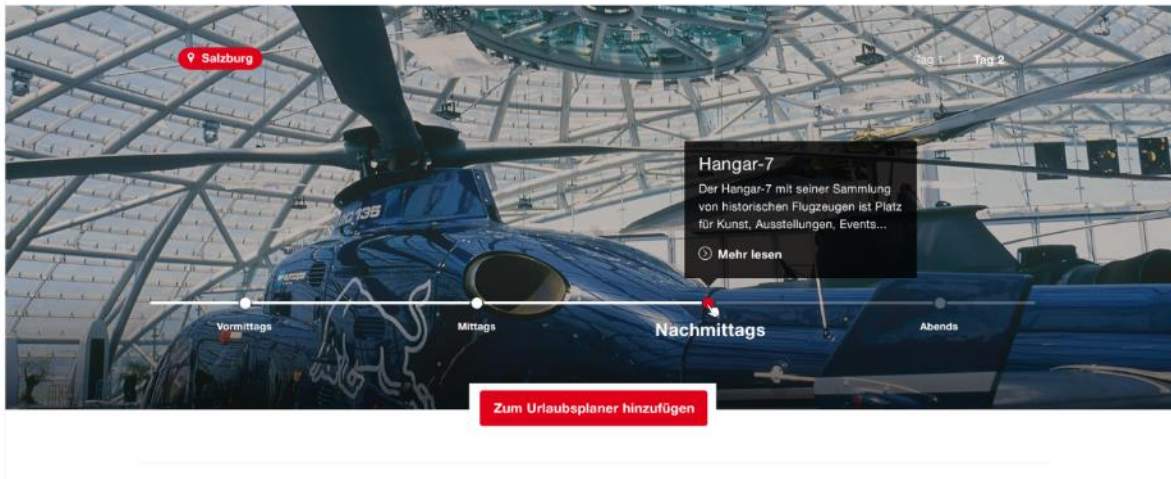 Salzburg
Tag 1 | Tag 2
Hangar-7
Der Hangar-7 mit seiner Sammlung
von historischen Flugzeugen ist Platz
für Kunst, Ausstellungen, Events...
Mehr lesen
135
Vormittags
Mittags
Nachmittags
Abends
Zum Urlaubsplaner hinzufügen